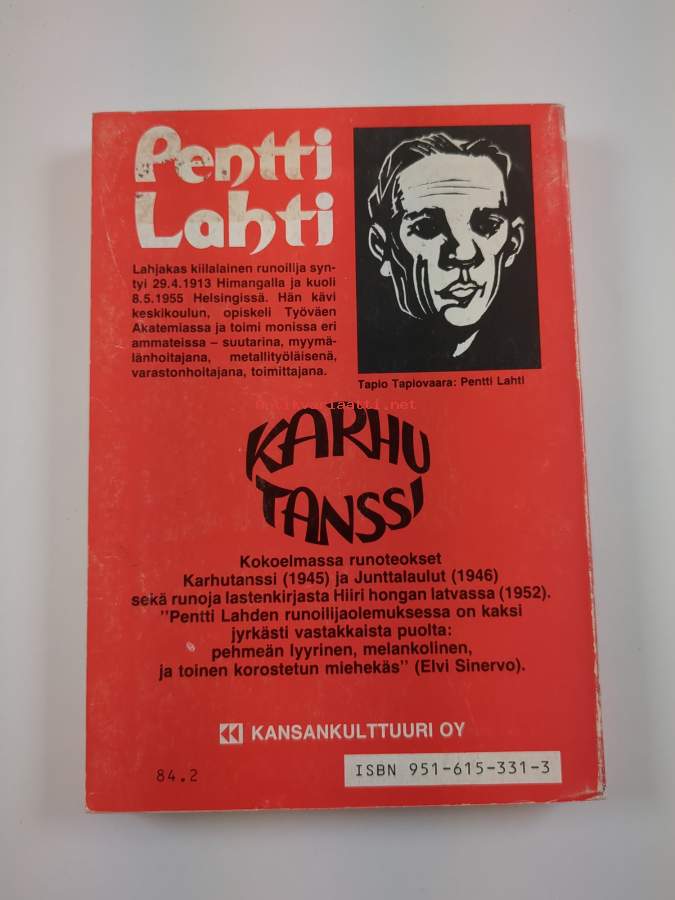 Pentti
Lahti
Lahjakas kiilalainen runoilija syn-
tyi 29.4.1913 Himangalla ja kuoli
8.5.1955 Helsingissä. Hän kävi
keskikoulun, opiskeli Työväen
Akatemiassa ja toimi monissa eri
ammateissa – suutarina, myymä-
länhoitajana, metallityöläisenä,
varastonhoitajana, toimittajana.
Tapio Tapiovaara: Pentti Lahti
antikvariaatti.net
KARHU
TANSSI
Kokoelmassa runoteokset
Karhutanssi (1945) ja Junttalaulut (1946)
sekä runoja lastenkirjasta Hiiri hongan latvassa (1952).
"Pentti Lahden runoilijaolemuksessa on kaksi
jyrkästi vastakkaista puolta:
pehmeän lyyrinen, melankolinen,
ja toinen korostetun miehekäs" (Elvi Sinervo).
KANSANKULTTUURI OY
84.2
ISBN 951-615-331-3